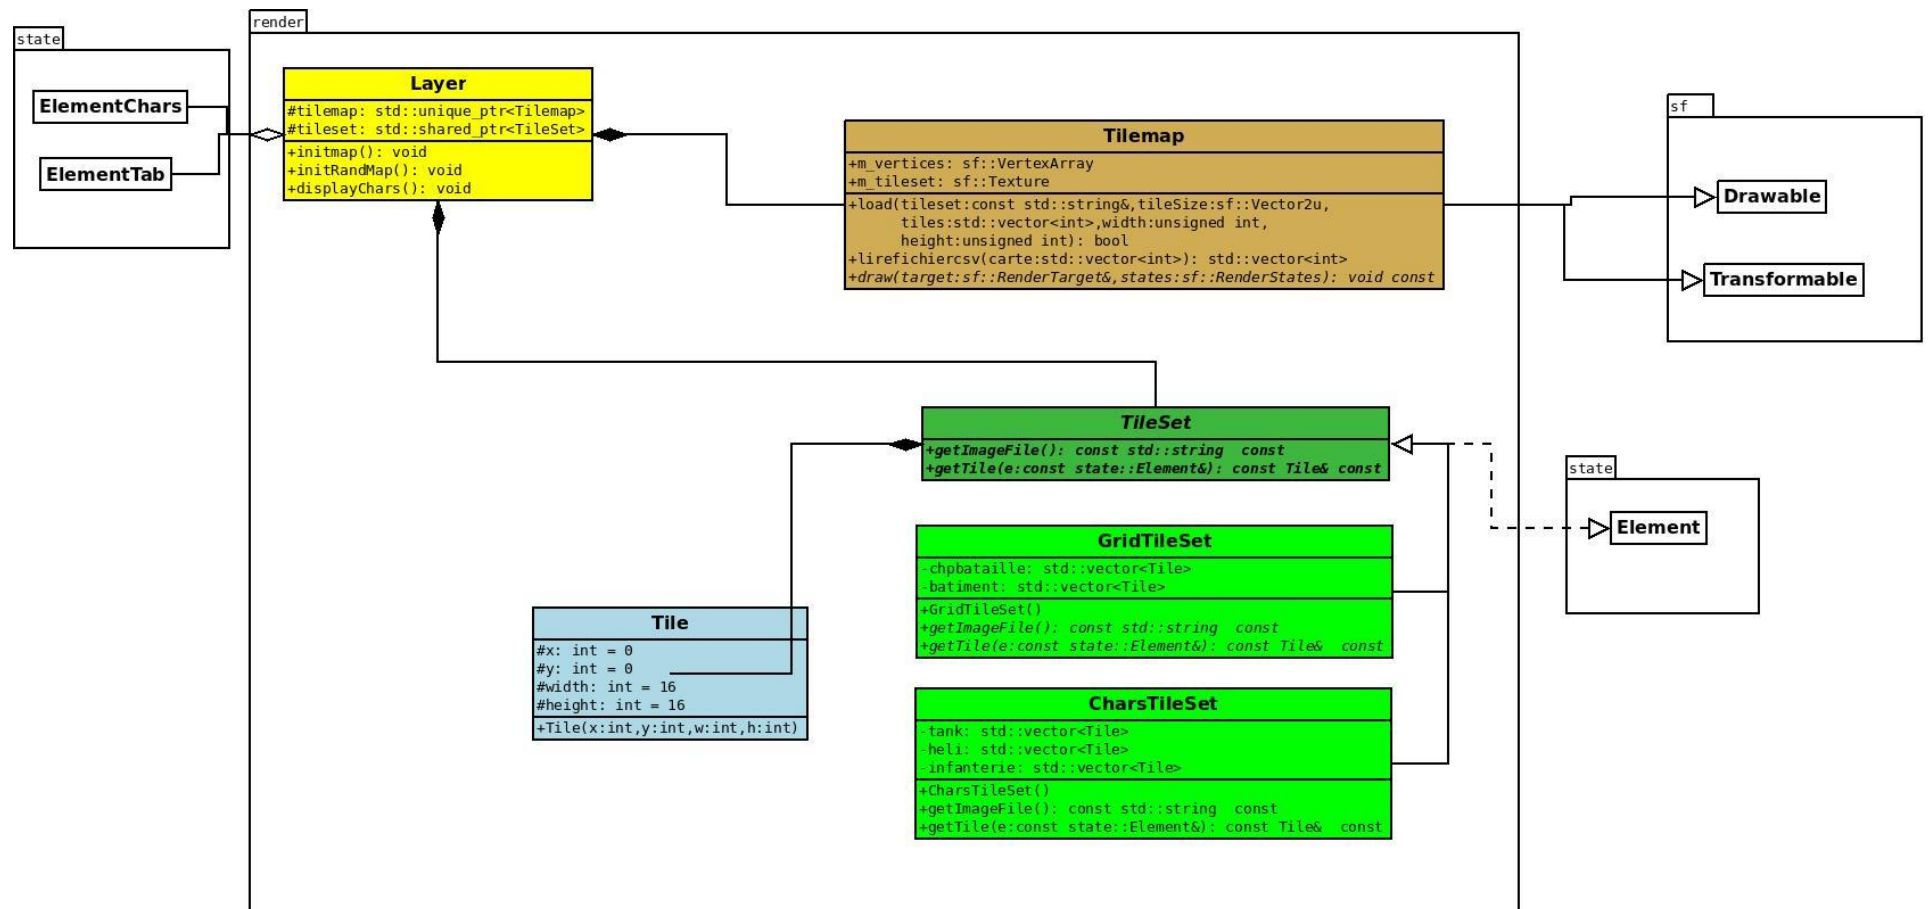 render
state
ElementChars
ElementTab
Layer
#tilemap: std::unique_ptr<Tilemap>
#tileset: std::shared_ptr<TileSet>
+initmap(): void
+initRandMap(): void
+displayChars(): void
Tilemap
+m_vertices: sf::VertexArray
+m_tileset: sf::Texture
+load(tileset:const std::string&,tileSize:sf::Vector2u,
tiles:std::vector<int>,width:unsigned int,
height:unsigned int): bool
+lirefichiercsv(carte:std::vector<int>): std::vector<int>
+draw(target:sf::RenderTarget&,states:sf::RenderStates): void const
sf
Drawable
Transformable
TileSet
+getImageFile(): const std::string  const
+getTile(e:const state::Element&): const Tile& const
state
Element
GridTileSet
-chpbataille: std::vector<Tile>
-batiment: std::vector<Tile>
+GridTileSet()
+getImageFile(): const std::string  const
+getTile(e:const state::Element&): const Tile&  const
Tile
#x: int = 0
#y: int = 0
#width: int = 16
#height: int = 16
+Tile(x:int,y:int,w:int,h:int)
CharsTileSet
-tank: std::vector<Tile>
-heli: std::vector<Tile>
-infanterie: std::vector<Tile>
+CharsTileSet()
+getImageFile(): const std::string  const
+getTile(e:const state::Element&): const Tile&  const